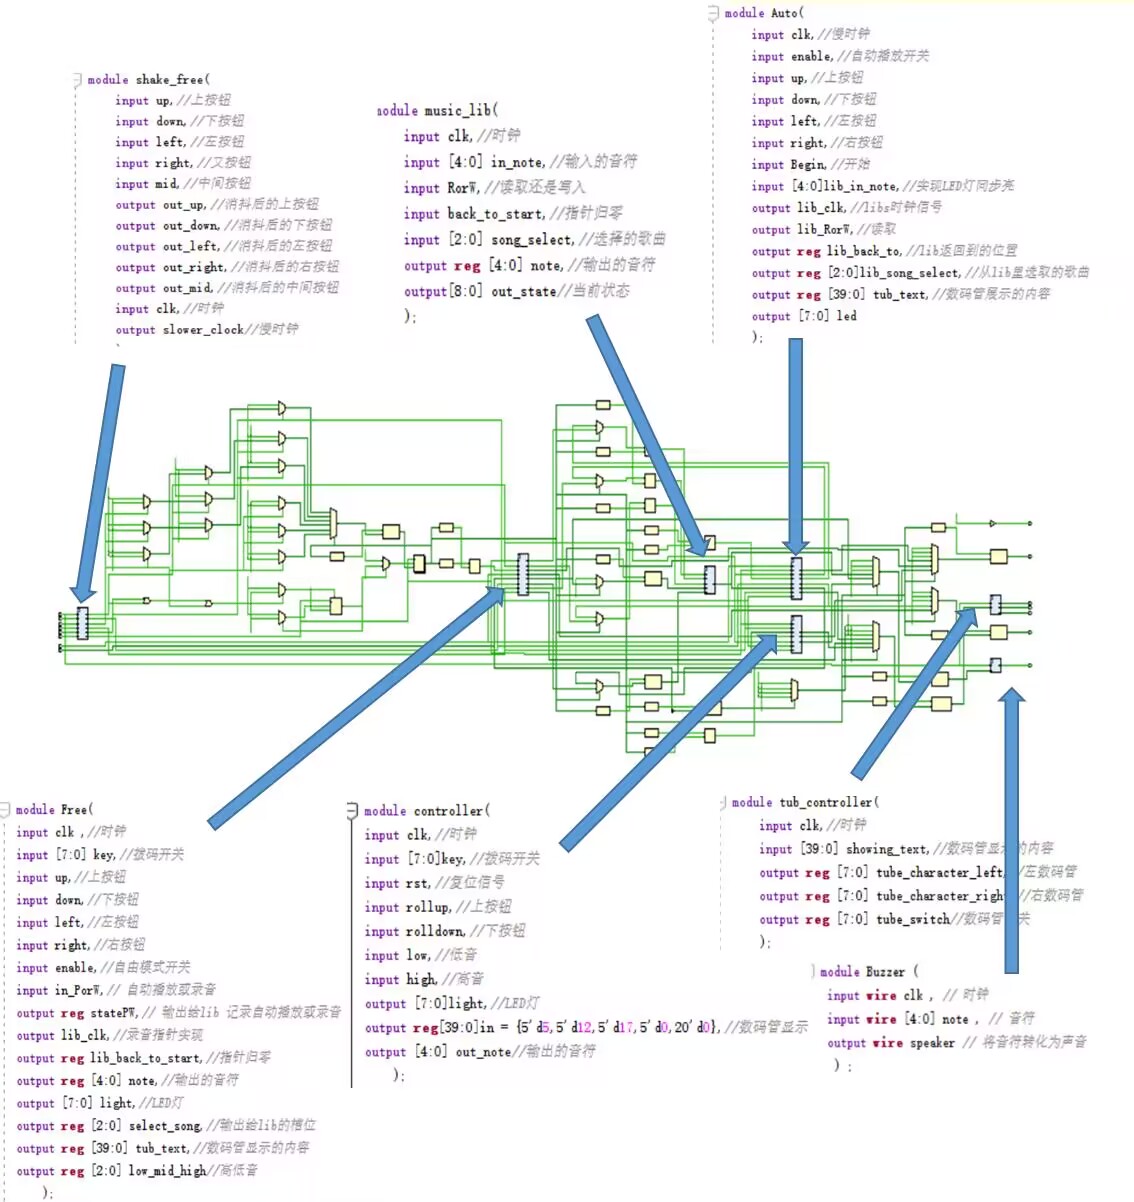 module shake_free(
input up,//上按钮
input down,//下按钮
input left,//左按钮
input right,//又按钮
input mid,//中间按钮
output out_up,//消抖后的上按钮
output out_down,//消抖后的下按钮
output out_left,//消抖后的左按钮
output out_right,//消抖后的右按钮
output out_mid,//消抖后的中间按钮
input clk,//时钟
output slower_clock//慢时钟
module music_lib(
input clk,//时钟
input [4:0] in_note,//输入的音符
input RorW,//读取还是写入
input back_to_start,//指针归零
input [2:0] song_select,//选择的歌曲
output reg [4:0] note,//输出的音符
output[8:0] out_state//当前状态
);
module Auto(
input clk,//慢时钟
input enable,//自动播放开关
input up,//上按钮
input down,//下按钮
input left,//左按钮
input right,//右按钮
input Begin,//开始
input [4:0]lib_in_note,//实现LED灯同步亮
output lib_clk,//libs时钟信号
output lib_RorW,//读取
output reg lib_back_to,//lib返回到的位置
output reg [2:0]lib_song_select,//从lib里选取的歌曲
output reg [39:0] tub_text,//数码管展示的内容
output [7:0] led
);
module Free(
input clk ,//时钟
input [7:0] key,//拨码开关
input up,//上按钮
input down,//下按钮
input left,//左按钮
input right,//右按钮
input enable,//自由模式开关
input in_PorW,// 自动播放或录音
output reg statePW,// 输出给lib 记录自动播放或录音
output lib_clk,//录音指针实现
output reg lib_back_to_start,//指针归零
output reg [4:0] note,//输出的音符
output [7:0] light,//LED灯
output reg [2:0] select_song,//输出给lib的槽位
output reg [39:0] tub_text,//数码管显示的内容
output reg [2:0] low_mid_high//高低音
);
module controller(
input clk,//时钟
input [7:0]key,//拨码开关
input rst,//复位信号
input rollup,//上按钮
input rolldown,//下按钮
input low,//低音
input high,//高音
output [7:0]light,//LED灯
output reg[39:0]in = {5'd5,5'd12,5'd17,5'd0,20'd0},//数码管显示
output [4:0] out_note//输出的音符
);
module tub_controller(
input clk,//时钟
input [39:0] showing_text,//数码管显示的内容
output reg [7:0] tube_character_left,//左数码管
output reg [7:0] tube_character_right,//右数码管
output reg [7:0] tube_switch//数码管 关
);
module Buzzer (
input wire clk , // 时钟
input wire [4:0] note , // 音符
output wire speaker // 将音符转化为声音
) ;